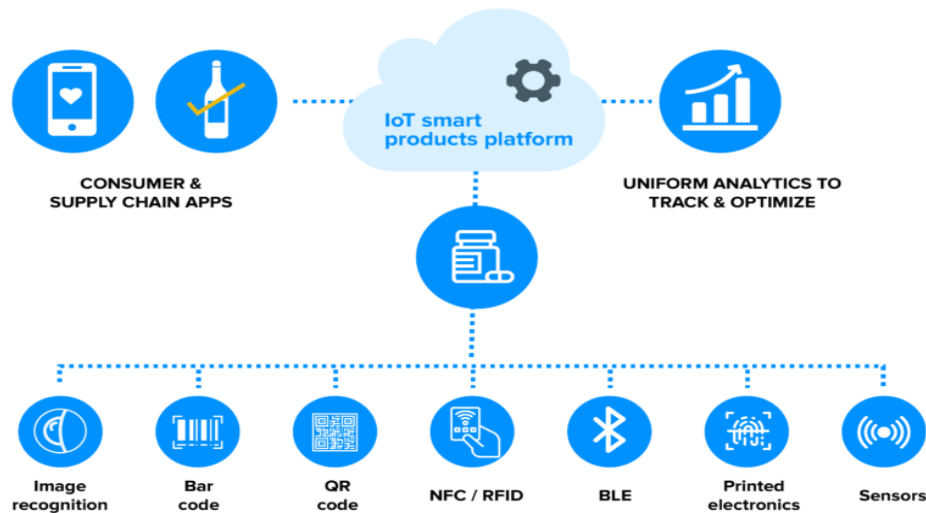 IoT smart
products platform
CONSUMER &
SUPPLY CHAIN APPS
UNIFORM ANALYTICS TO
TRACK & OPTIMIZE
Image
recognition
Bar
code
QR
code
NFC / RFID
BLE
Printed
electronics
Sensors